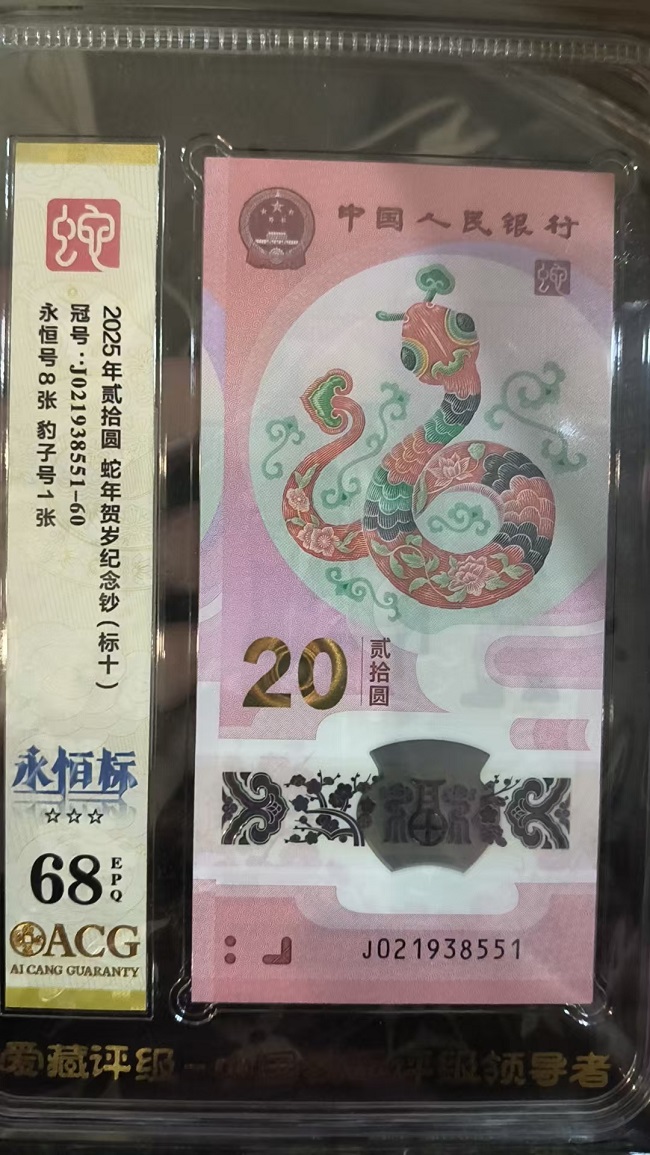 中国人民银行
蛇
蛇
2025年贰拾圆 蛇年贺岁纪念钞(标十)
冠号:J021938551-60
永恒号8张 豹子号1张
20
贰拾圆
永恒标
☆☆☆
68 EPQ
ACG
AI CANG GUARANTY
福
J021938551
爱藏评级-中国
评级领导者